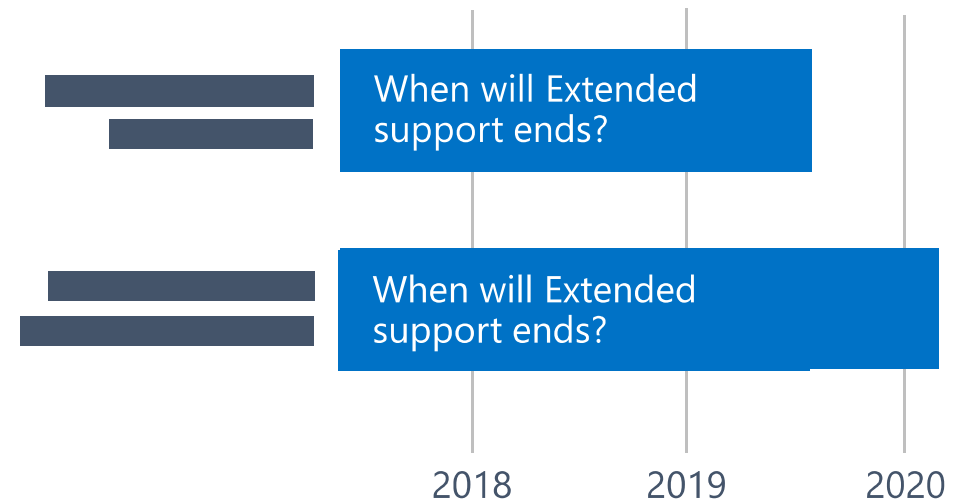 When will Extended
support ends?
When will Extended
support ends?
2018 2019 2020